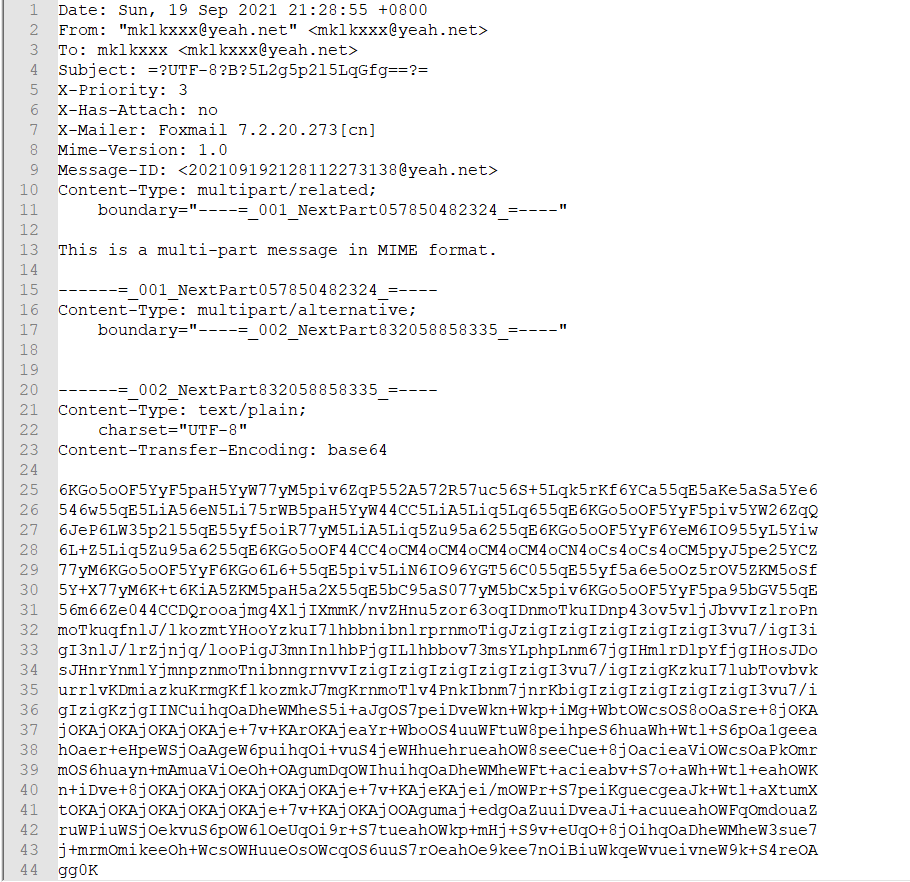 1 Date: Sun, 19 Sep 2021 21:28:55 +0800
2 From: "mklkxxx@yeah.net" <mklkxxx@yeah.net>
3 To: mklkxxx <mklkxxx@yeah.net>
4 Subject: =?UTF-8?B?5L2g5p2l5LqGfg==?=
5 X-Priority: 3
6 X-Has-Attach: no
7 X-Mailer: Foxmail 7.2.20.273[cn]
8 Mime-Version: 1.0
9 Message-ID: <202109192128112273138@yeah.net>
10 Content-Type: multipart/related;
11 boundary="----=_001_NextPart057850482324_=----"
12
13 This is a multi-part message in MIME format.
14
15 ------=_001_NextPart057850482324_=----
16 Content-Type: multipart/alternative;
17 boundary="----=_002_NextPart832058858335_=----"
18
19
20 ------=_002_NextPart832058858335_=----
21 Content-Type: text/plain;
22 charset="UTF-8"
23 Content-Transfer-Encoding: base64
24
25 6KGo5oOF5YyF5paH5YyW77yM5piv6ZqP552A572R57uc56S+5Lqk5rKf6YCa55qE5aKe5aSa5Ye6
26 546w55qE5LiA56eN5Li75rWB5paH5YyW44CC5LiA5Liq5Lq655qE6KGo5oOF5YyF5piv5YW26ZqQ
27 6JeP6LW35p2l55qE55yf5oiR77yM5LiA5Liq5Zu95a6255qE6KGo5oOF5YyF6YeM6IO955yL5Yiw
28 6L+Z5Liq5Zu95a6255qE6KGo5oOF44CC4oCM4oCM4oCM4oCM4oCN4oCs4oCs4oCM5pyJ5pe25YCZ
29 77yM6KGo5oOF5YyF6KGo6L6+55qE5piv5LiN6IO96YGT56C055qE55yf5a6e5oOz5rOV5ZKM5oSf
30 5Y+X77yM6K+t6KiA5ZKM5paH5a2X55qE5bC95aS077yM5bCx5piv6KGo5oOF5YyF5pa95bGV55qE
31 56m66Ze044CCDQrooajmg4XljIXmmK/nvZHnu5zor63oqIDnmoTkuIDnp43ov5vljJbvvIzlroPn
32 moTkuqfnlJ/lkozmtYHooYzkuI7lhbbnibnlrprnmoTigJzigIzigIzigIzigIzigI3vu7/igI3i
33 gI3nlJ/lrZjnjq/looPigJ3mnInlhbPjgILlhbbov73msYLphpLnm67jgIHmlrDlpYfjgIHosJDo
34 sJHnrYnmlYjmnpznmoTnibnngrnvvIzigIzigIzigIzigIzigI3vu7/igIzigKzkuI7lubTovbvk
35 urrlvKDmiazkuKrmgKflkozmkJ7mgKrnmoTlv4PnkIbnm7jnrKbigIzigIzigIzigIzigI3vu7/i
36 gIzigKzjgIINCuihqOaDheWMheS5i+aJgOS7peiDveWkn+Wkp+iMg+WbtOWcsOS8oOaSre+8jOKA
37 jOKAjOKAjOKAjOKAje+7v+KArOKAjeaYr+WboOS4uuWFtuW8peihpeS6huaWh+Wtl+S6pOa1geea
38 hOaer+eHpeWSjOaAgeW6puihqOi+vuS4jeWHhuehrueahOW8seeCue+8jOacieaViOWcsOaPkOmr
39 mOS6huayn+mAmuaViOeOh+OAgumDqOWIhuihqOaDheWMheWFt+acieabv+S7o+aWh+Wtl+eahOWK
40 n+iDve+8jOKAjOKAjOKAjOKAjOKAje+7v+KAjeKAjei/mOWPr+S7peiKguecgeaJk+Wtl+aXtumX
41 tOKAjOKAjOKAjOKAjOKAje+7v+KAjOKAjOOAgumaj+edgOaZuuiDveaJi+acuueahOWFqOmdouaZ
42 ruWPiuWSjOekvuS6pOW6lOeUqOi9r+S7tueahOWkp+mHj+S9v+eUqO+8jOihqOaDheWMheW3sue7
43 j+mrmOmikeeOh+WcsOWHuueOsOWcqOS6uuS7rOeahOe9kee7nOiBiuWkqeWvueivneW9k+S4reOA
44 gg0K